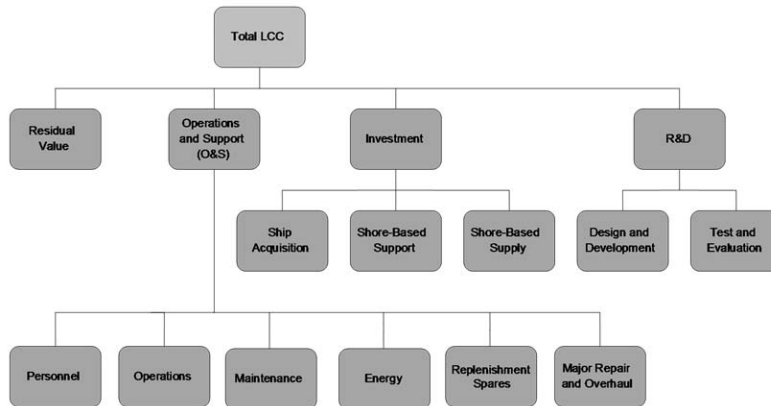 Total LCC
Residual
Value
Operations
and Support
(O&S)
Investment
R&D
Ship
Acquisition
Shore-Based
Support
Shore-Based
Supply
Design and
Development
Test and
Evaluation
Personnel
Operations
Maintenance
Energy
Replenishment
Spares
Major Repair
and Overhaul